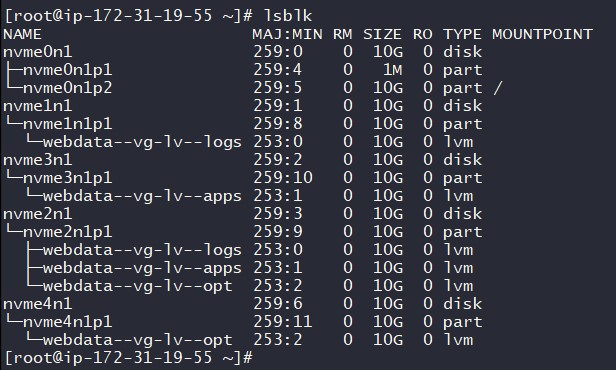 [root@ip-172-31-19-55 ~]# lsblk
NAME                      MAJ:MIN RM SIZE RO TYPE MOUNTPOINT
nvme0n1                   259:0    0  10G  0 disk
├─nvme0n1p1               259:4    0   1M  0 part
└─nvme0n1p2               259:5    0  10G  0 part /
nvme1n1                   259:1    0  10G  0 disk
└─nvme1n1p1               259:8    0  10G  0 part
  └─webdata--vg-lv--logs  253:0    0  10G  0 lvm
nvme3n1                   259:2    0  10G  0 disk
└─nvme3n1p1               259:10   0  10G  0 part
  └─webdata--vg-lv--apps  253:1    0  10G  0 lvm
nvme2n1                   259:3    0  10G  0 disk
└─nvme2n1p1               259:9    0  10G  0 part
  ├─webdata--vg-lv--logs  253:0    0  10G  0 lvm
  ├─webdata--vg-lv--apps  253:1    0  10G  0 lvm
  └─webdata--vg-lv--opt   253:2    0  10G  0 lvm
nvme4n1                   259:6    0  10G  0 disk
└─nvme4n1p1               259:11   0  10G  0 part
  └─webdata--vg-lv--opt   253:2    0  10G  0 lvm
[root@ip-172-31-19-55 ~]#